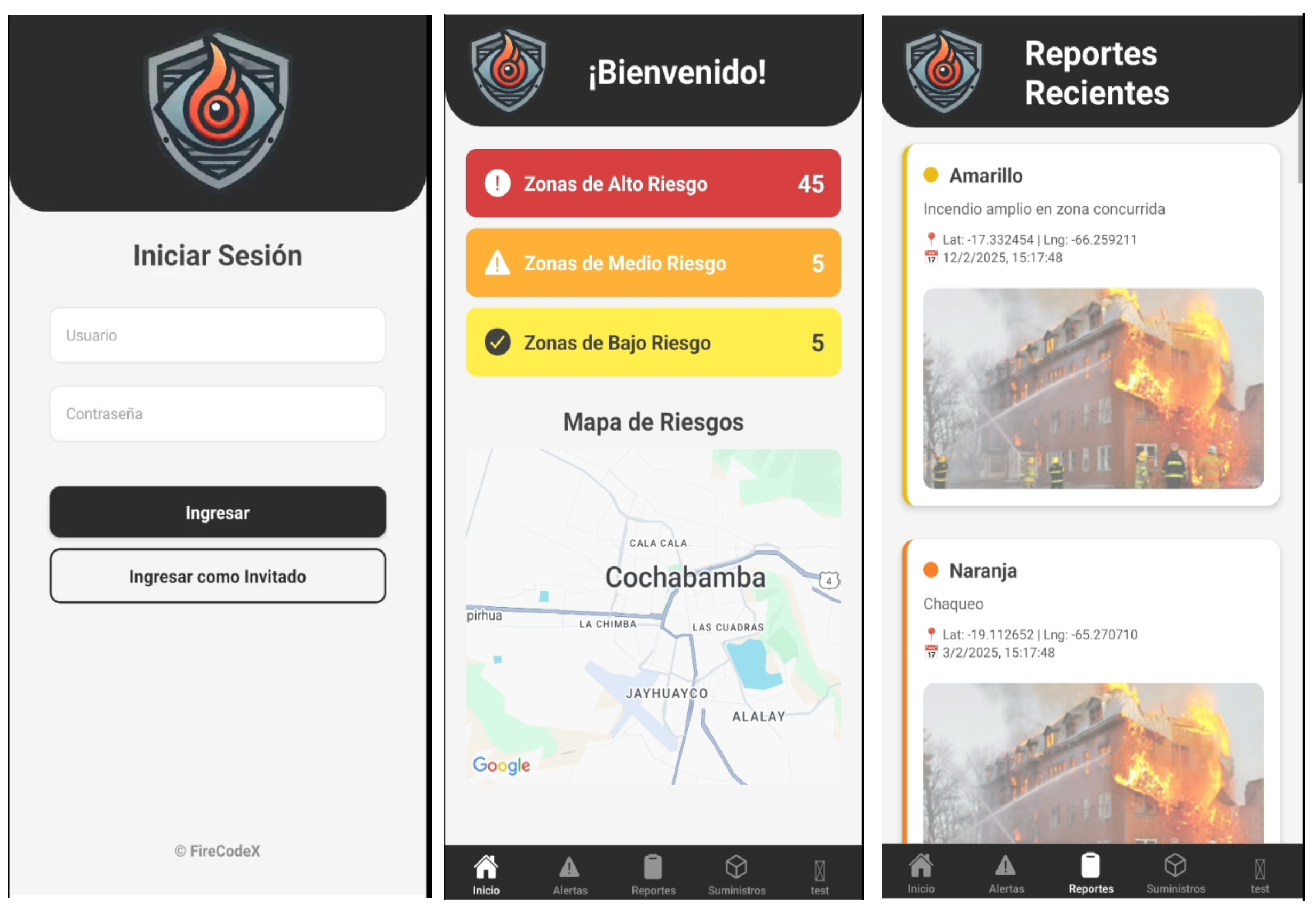 Iniciar Sesión
Usuario
Contraseña
Ingresar
Ingresar como Invitado
© FireCodeX
¡Bienvenido!
Zonas de Alto Riesgo 45
Zonas de Medio Riesgo 5
Zonas de Bajo Riesgo 5
Mapa de Riesgos
CALA CALA
Cochabamba
4
pirhua
LA CHIMBA
LAS CUADRAS
JAYHUAYCO
ALALAY
Google
Inicio Alertas Reportes Suministros test
Reportes
Recientes
Amarillo
Incendio amplio en zona concurrida
📍 Lat: -17.332454 | Lng: -66.259211
📅 12/2/2025, 15:17:48
Naranja
Chaqueo
📍 Lat: -19.112652 | Lng: -65.270710
📅 3/2/2025, 15:17:48
Inicio Alertas Reportes Suministros test